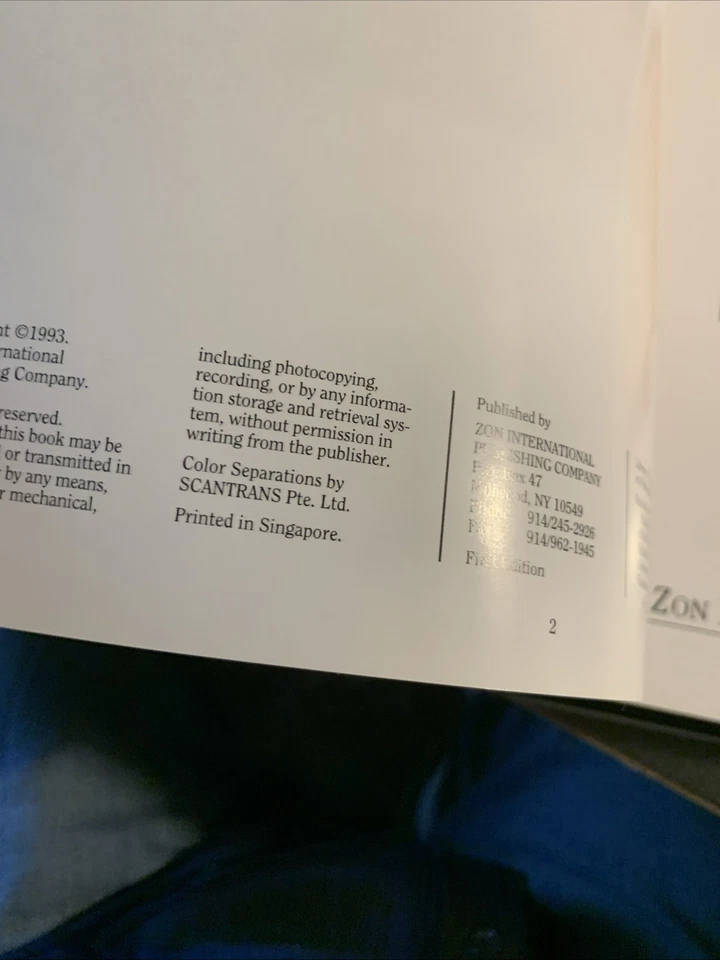 ©1993.
Company.
reserved.
this book may be
or transmitted in
by any means,
mechanical,
including photocopying,
recording, or by any informa-
tion storage and retrieval sys-
tem, without permission in
writing from the publisher.
Color Separations by
SCANTRANS Pte. Ltd.
Printed in Singapore.
Published by
ZON INTERNATIONAL
PUBLISHING COMPANY
47
NY 10549
914/245-2926
914/962-1945
First Edition
2
ZON